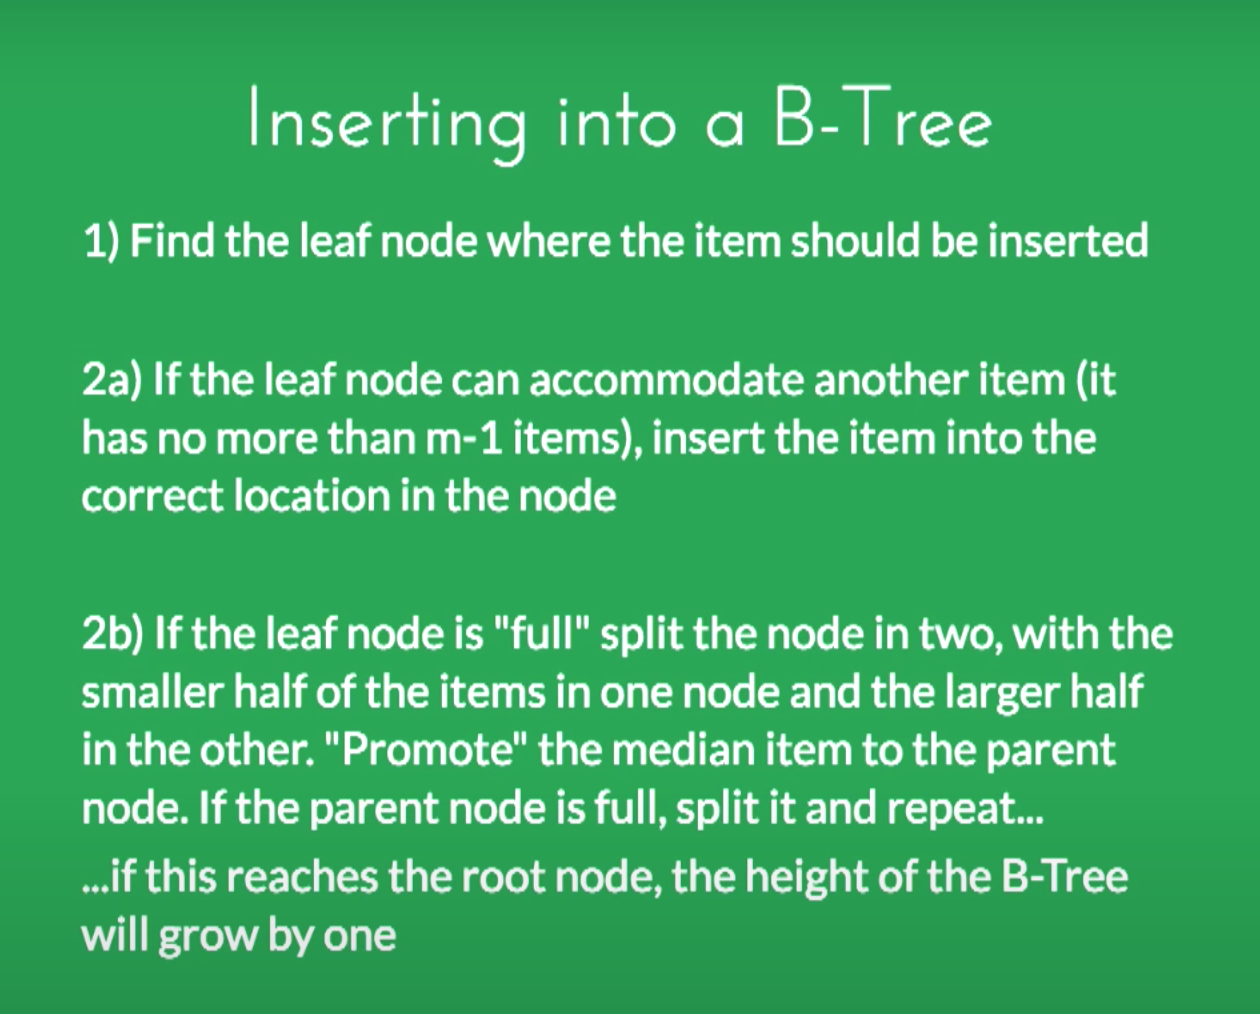 Inserting into a B-Tree
1) Find the leaf node where the item should be inserted
2a) If the leaf node can accommodate another item (it
has no more than m-1 items), insert the item into the
correct location in the node
2b) If the leaf node is "full" split the node in two, with the
smaller half of the items in one node and the larger half
in the other. "Promote" the median item to the parent
node. If the parent node is full, split it and repeat...
...if this reaches the root node, the height of the B-Tree
will grow by one